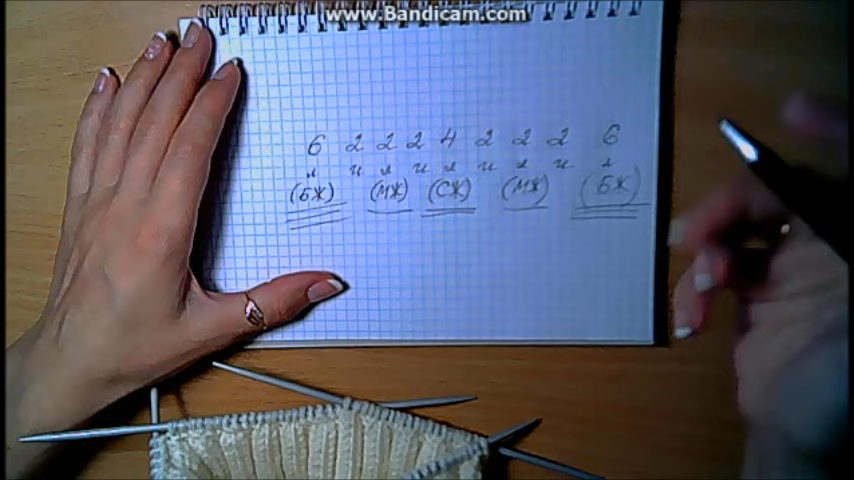 www.Bandicam.com
6 2 2 2 4 2 2 2 6
л и л и л и л и л
(БЖ) (МЖ) (СЖ) (МЖ) (БЖ)